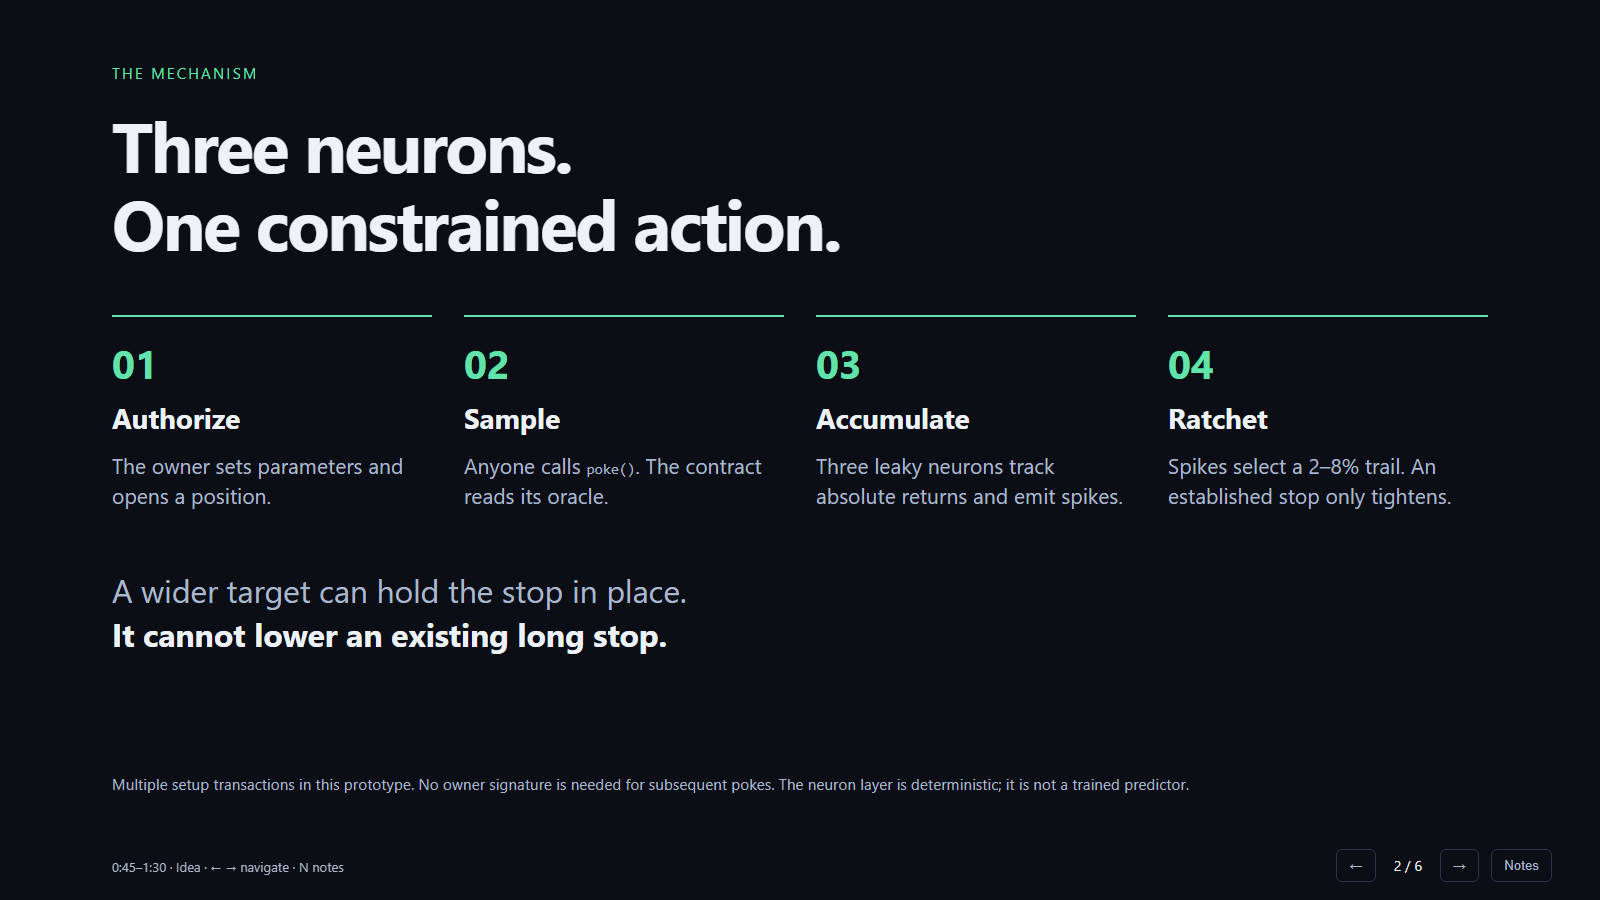 THE MECHANISM
Three neurons.
One constrained action.
01
Authorize
The owner sets parameters and
opens a position.
02
Sample
Anyone calls poke(). The contract
reads its oracle.
03
Accumulate
Three leaky neurons track
absolute returns and emit spikes.
04
Ratchet
Spikes select a 2–8% trail. An
established stop only tightens.
A wider target can hold the stop in place.
It cannot lower an existing long stop.
Multiple setup transactions in this prototype. No owner signature is needed for subsequent pokes. The neuron layer is deterministic; it is not a trained predictor.
0:45–1:30 · Idea · ← → navigate · N notes
← 2 / 6 → Notes